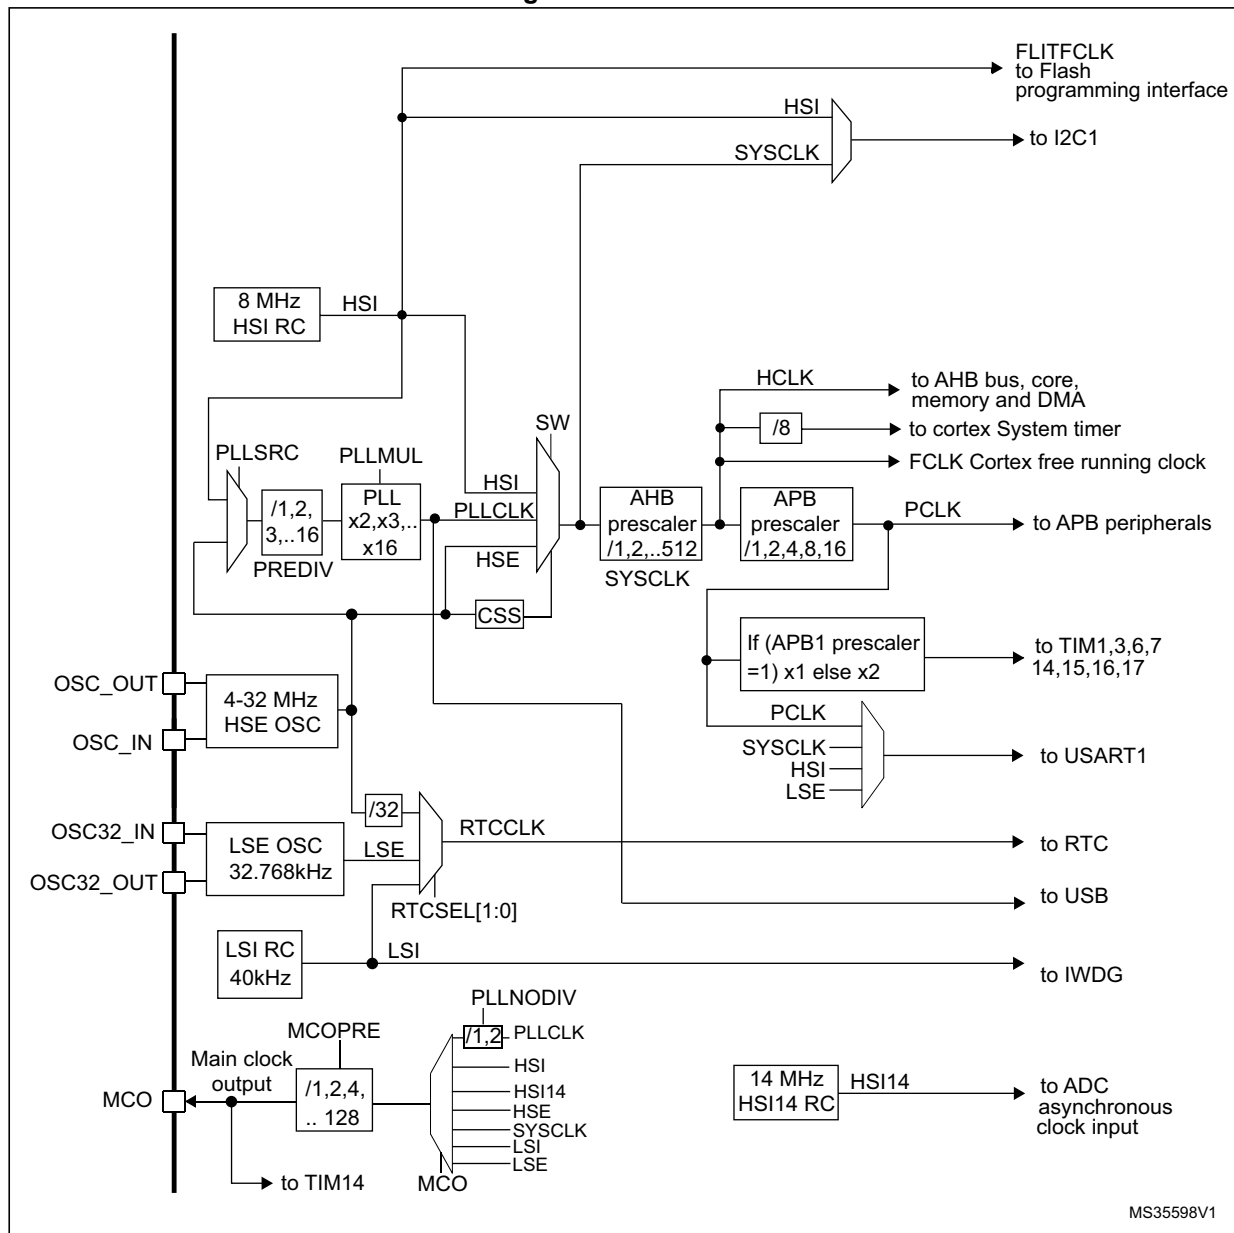 FLITFCLK
to Flash
programming interface
HSI
to I2C1
SYSCLK
8 MHz
HSI RC
HSI
HCLK
to AHB bus, core,
memory and DMA
/8
to cortex System timer
FCLK Cortex free running clock
SW
PLLSRC
PLLMUL
HSI
PLLCLK
HSE
/1,2,
3,..16
PREDIV
PLL
x2,x3,..
x16
AHB
prescaler
/1,2,..512
SYSCLK
APB
prescaler
/1,2,4,8,16
PCLK
to APB peripherals
CSS
If (APB1 prescaler
=1) x1 else x2
to TIM1,3,6,7
14,15,16,17
OSC_OUT
OSC_IN
4-32 MHz
HSE OSC
PCLK
SYSCLK
HSI
LSE
to USART1
/32
OSC32_IN
OSC32_OUT
LSE OSC
32.768kHz
LSE
RTCCLK
to RTC
RTCSEL[1:0]
to USB
LSI RC
40kHz
LSI
to IWDG
PLLNODIV
/1,2
PLLCLK
HSI
HSI14
HSE
SYSCLK
LSI
LSE
MCO
MCOPRE
/1,2,4,
.. 128
Main clock
output
MCO
to TIM14
14 MHz
HSI14 RC
HSI14
to ADC
asynchronous
clock input
MS35598V1